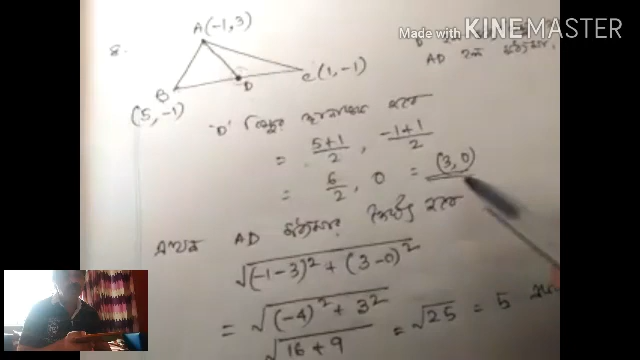 Made with KINEMASTER
8.
A(-1,3)
B
D
C(1,-1)
(5,-1)
'D'
AD
= 5+1/2 , -1+1/2
= 6/2 , 0 = (3,0)
এখন AD মধ্যমার দৈর্ঘ্য হবে
√(-1-3)² + (3-0)²
= √(-4)² + 3²
√16+9 = √25 = 5